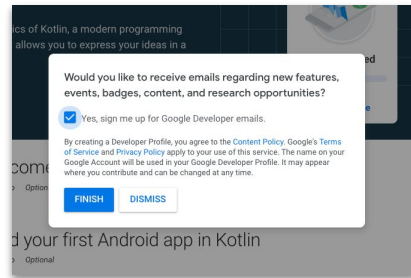 ics of Kotlin, a modern programming
allows you to express your ideas in a
ed
Would you like to receive emails regarding new features,
events, badges, content, and research opportunities?
Yes, sign me up for Google Developer emails.
By creating a Developer Profile, you agree to the Content Policy. Google's Terms
of Service and Privacy Policy apply to your use of this service. The name on your
Google Account will be used in your Google Developer Profile. It may appear
where you contribute and can be changed at any time.
FINISH DISMISS
come
Option
d your first Android app in Kotlin
Optional